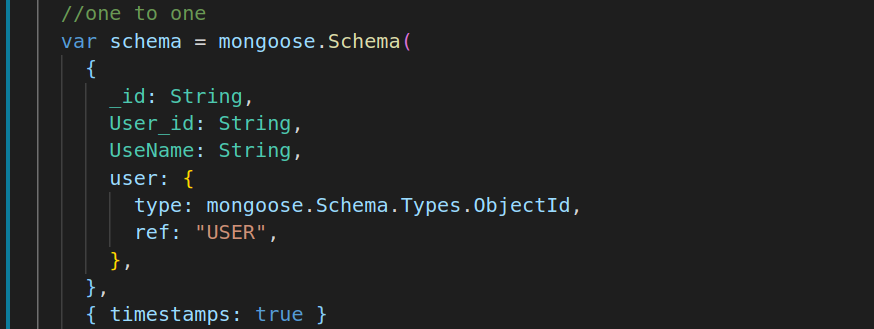 //one to one
var schema = mongoose.Schema(
{
_id: String,
User_id: String,
UseName: String,
user: {
type: mongoose.Schema.Types.ObjectId,
ref: "USER",
},
},
{ timestamps: true }